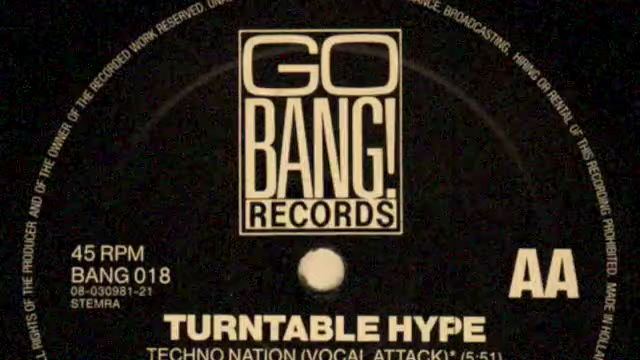 RIGHTS OF THE PRODUCER AND OF THE OWNER OF THE RECORDED WORK RESERVED.
BROADCASTING, HIRING OR RENTAL OF THIS RECORDING PROHIBITED. MADE IN HOLLAND
GO
BANG!
RECORDS
45 RPM
BANG 018
08-030981-21
STEMRA
AA
TURNTABLE HYPE
TECHNO NATION (VOCAL ATTACK)* (5:51)